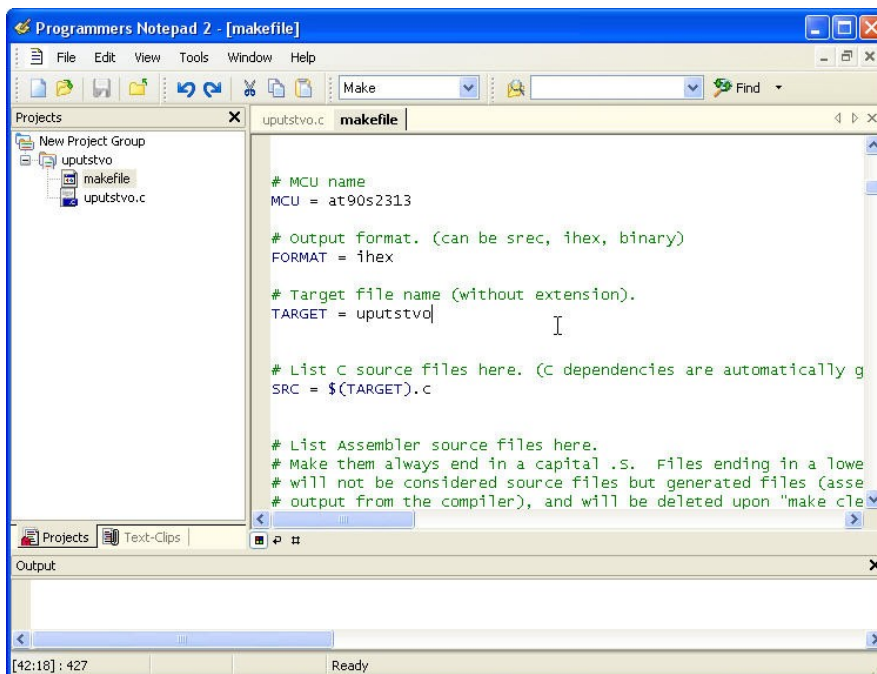 Programmers Notepad 2 - [makefile]
File Edit View Tools Window Help
Make
Find
Projects
uputstvo.c makefile
New Project Group
uputstvo
makefile
uputstvo.c
# MCU name
MCU = at90s2313
# Output format. (can be srec, ihex, binary)
FORMAT = ihex
# Target file name (without extension).
TARGET = uputstvo
# List C source files here. (C dependencies are automatically g
SRC = $(TARGET).c
# List Assembler source files here.
# Make them always end in a capital .S. Files ending in a lowe
# will not be considered source files but generated files (asse
# output from the compiler), and will be deleted upon "make cle
Projects Text-Clips
Output
[42:18] : 427 Ready